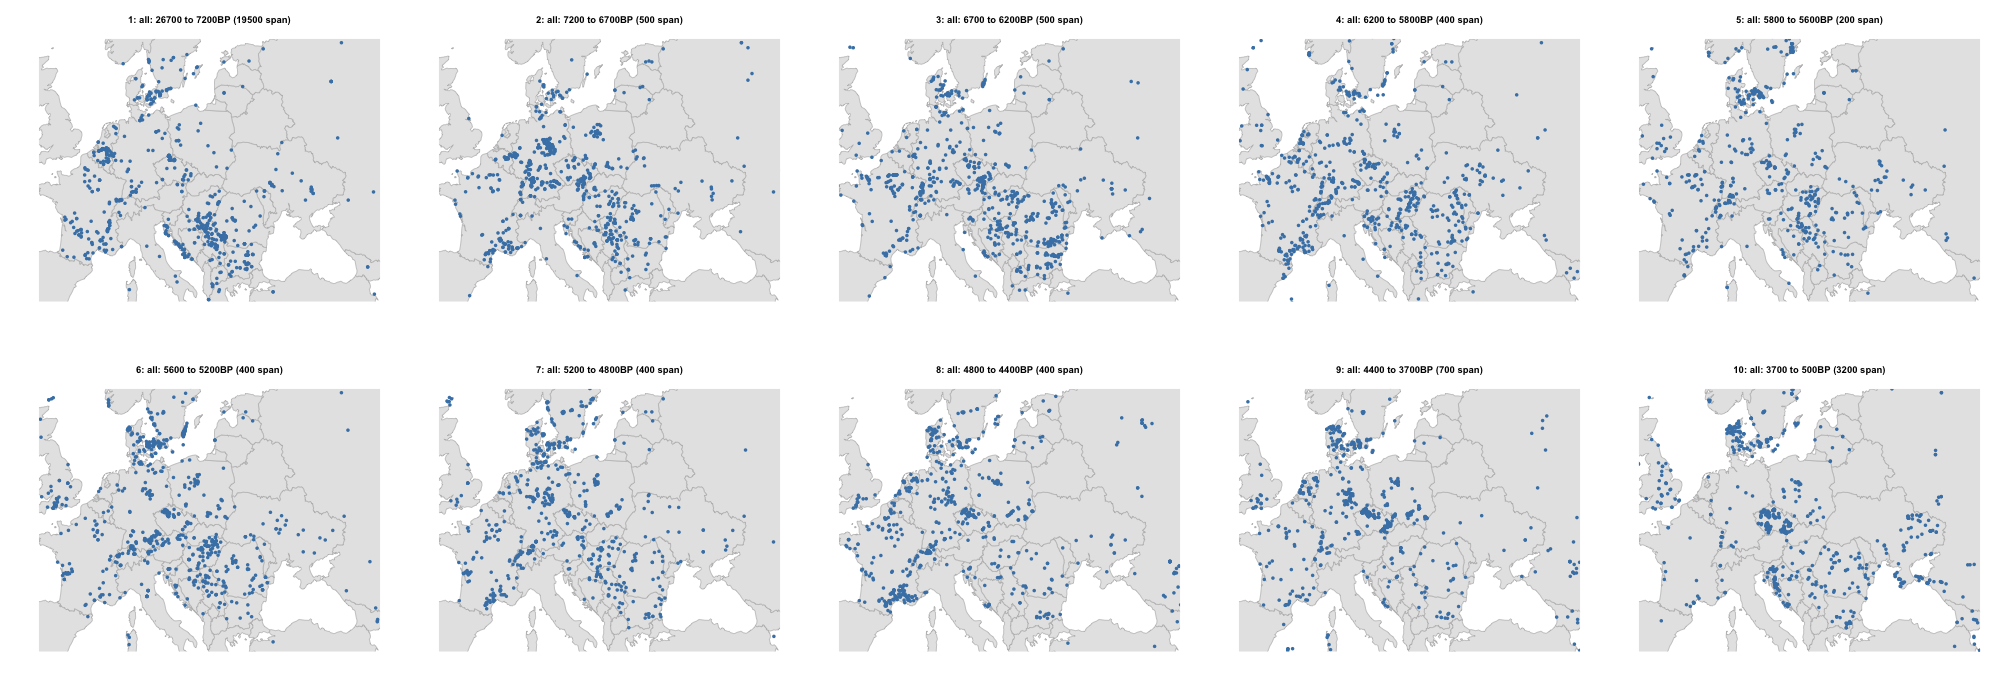 1: all: 26700 to 7200BP (19500 span)
2: all: 7200 to 6700BP (500 span)
3: all: 6700 to 6200BP (500 span)
4: all: 6200 to 5800BP (400 span)
5: all: 5800 to 5600BP (200 span)
6: all: 5600 to 5200BP (400 span)
7: all: 5200 to 4800BP (400 span)
8: all: 4800 to 4400BP (400 span)
9: all: 4400 to 3700BP (700 span)
10: all: 3700 to 500BP (3200 span)